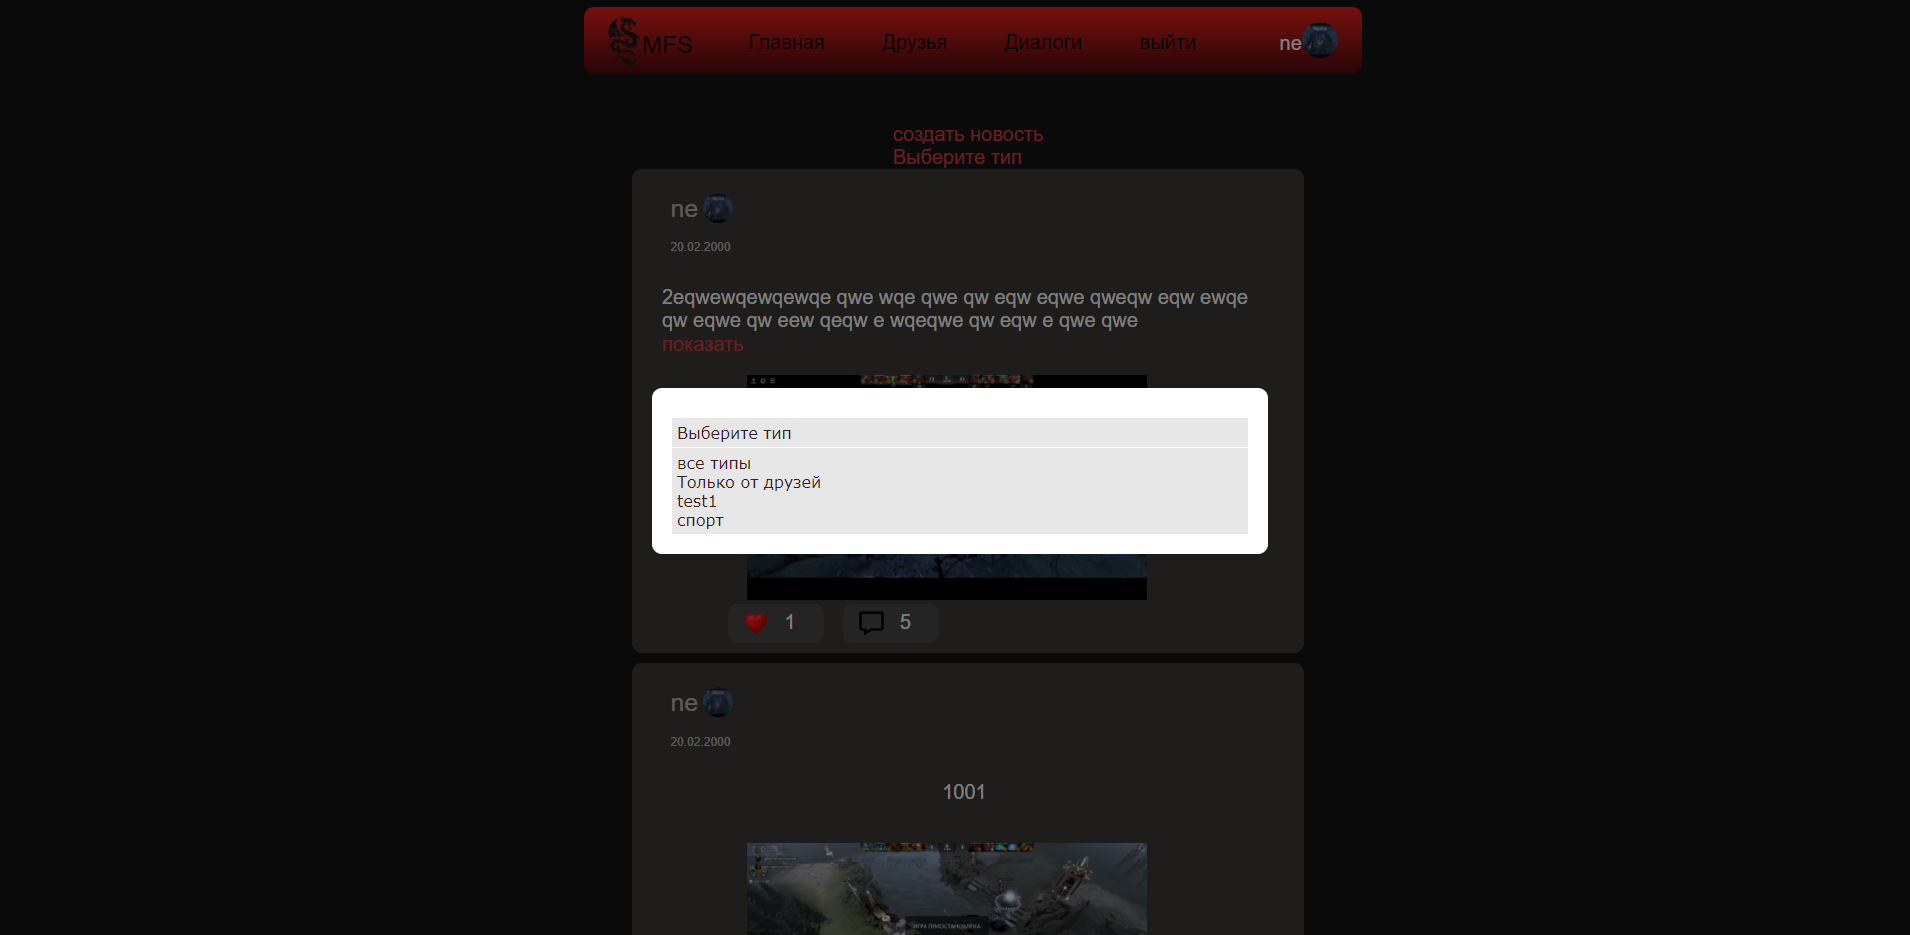 MFS Главная Друзья Диалоги выйти ne
создать новость
Выберите тип
ne
20.02.2000
2eqwewqewqewqe qwe wqe qwe qw eqw eqwe qweqw eqw ewqe
qw eqwe qw eew qeqw e wqeqwe qw eqw e qwe qwe
показать
Выберите тип
все типы
Только от друзей
test1
спорт
1 5
ne
20.02.2000
1001
ИГРА ПРИОСТАНОВЛЕНА